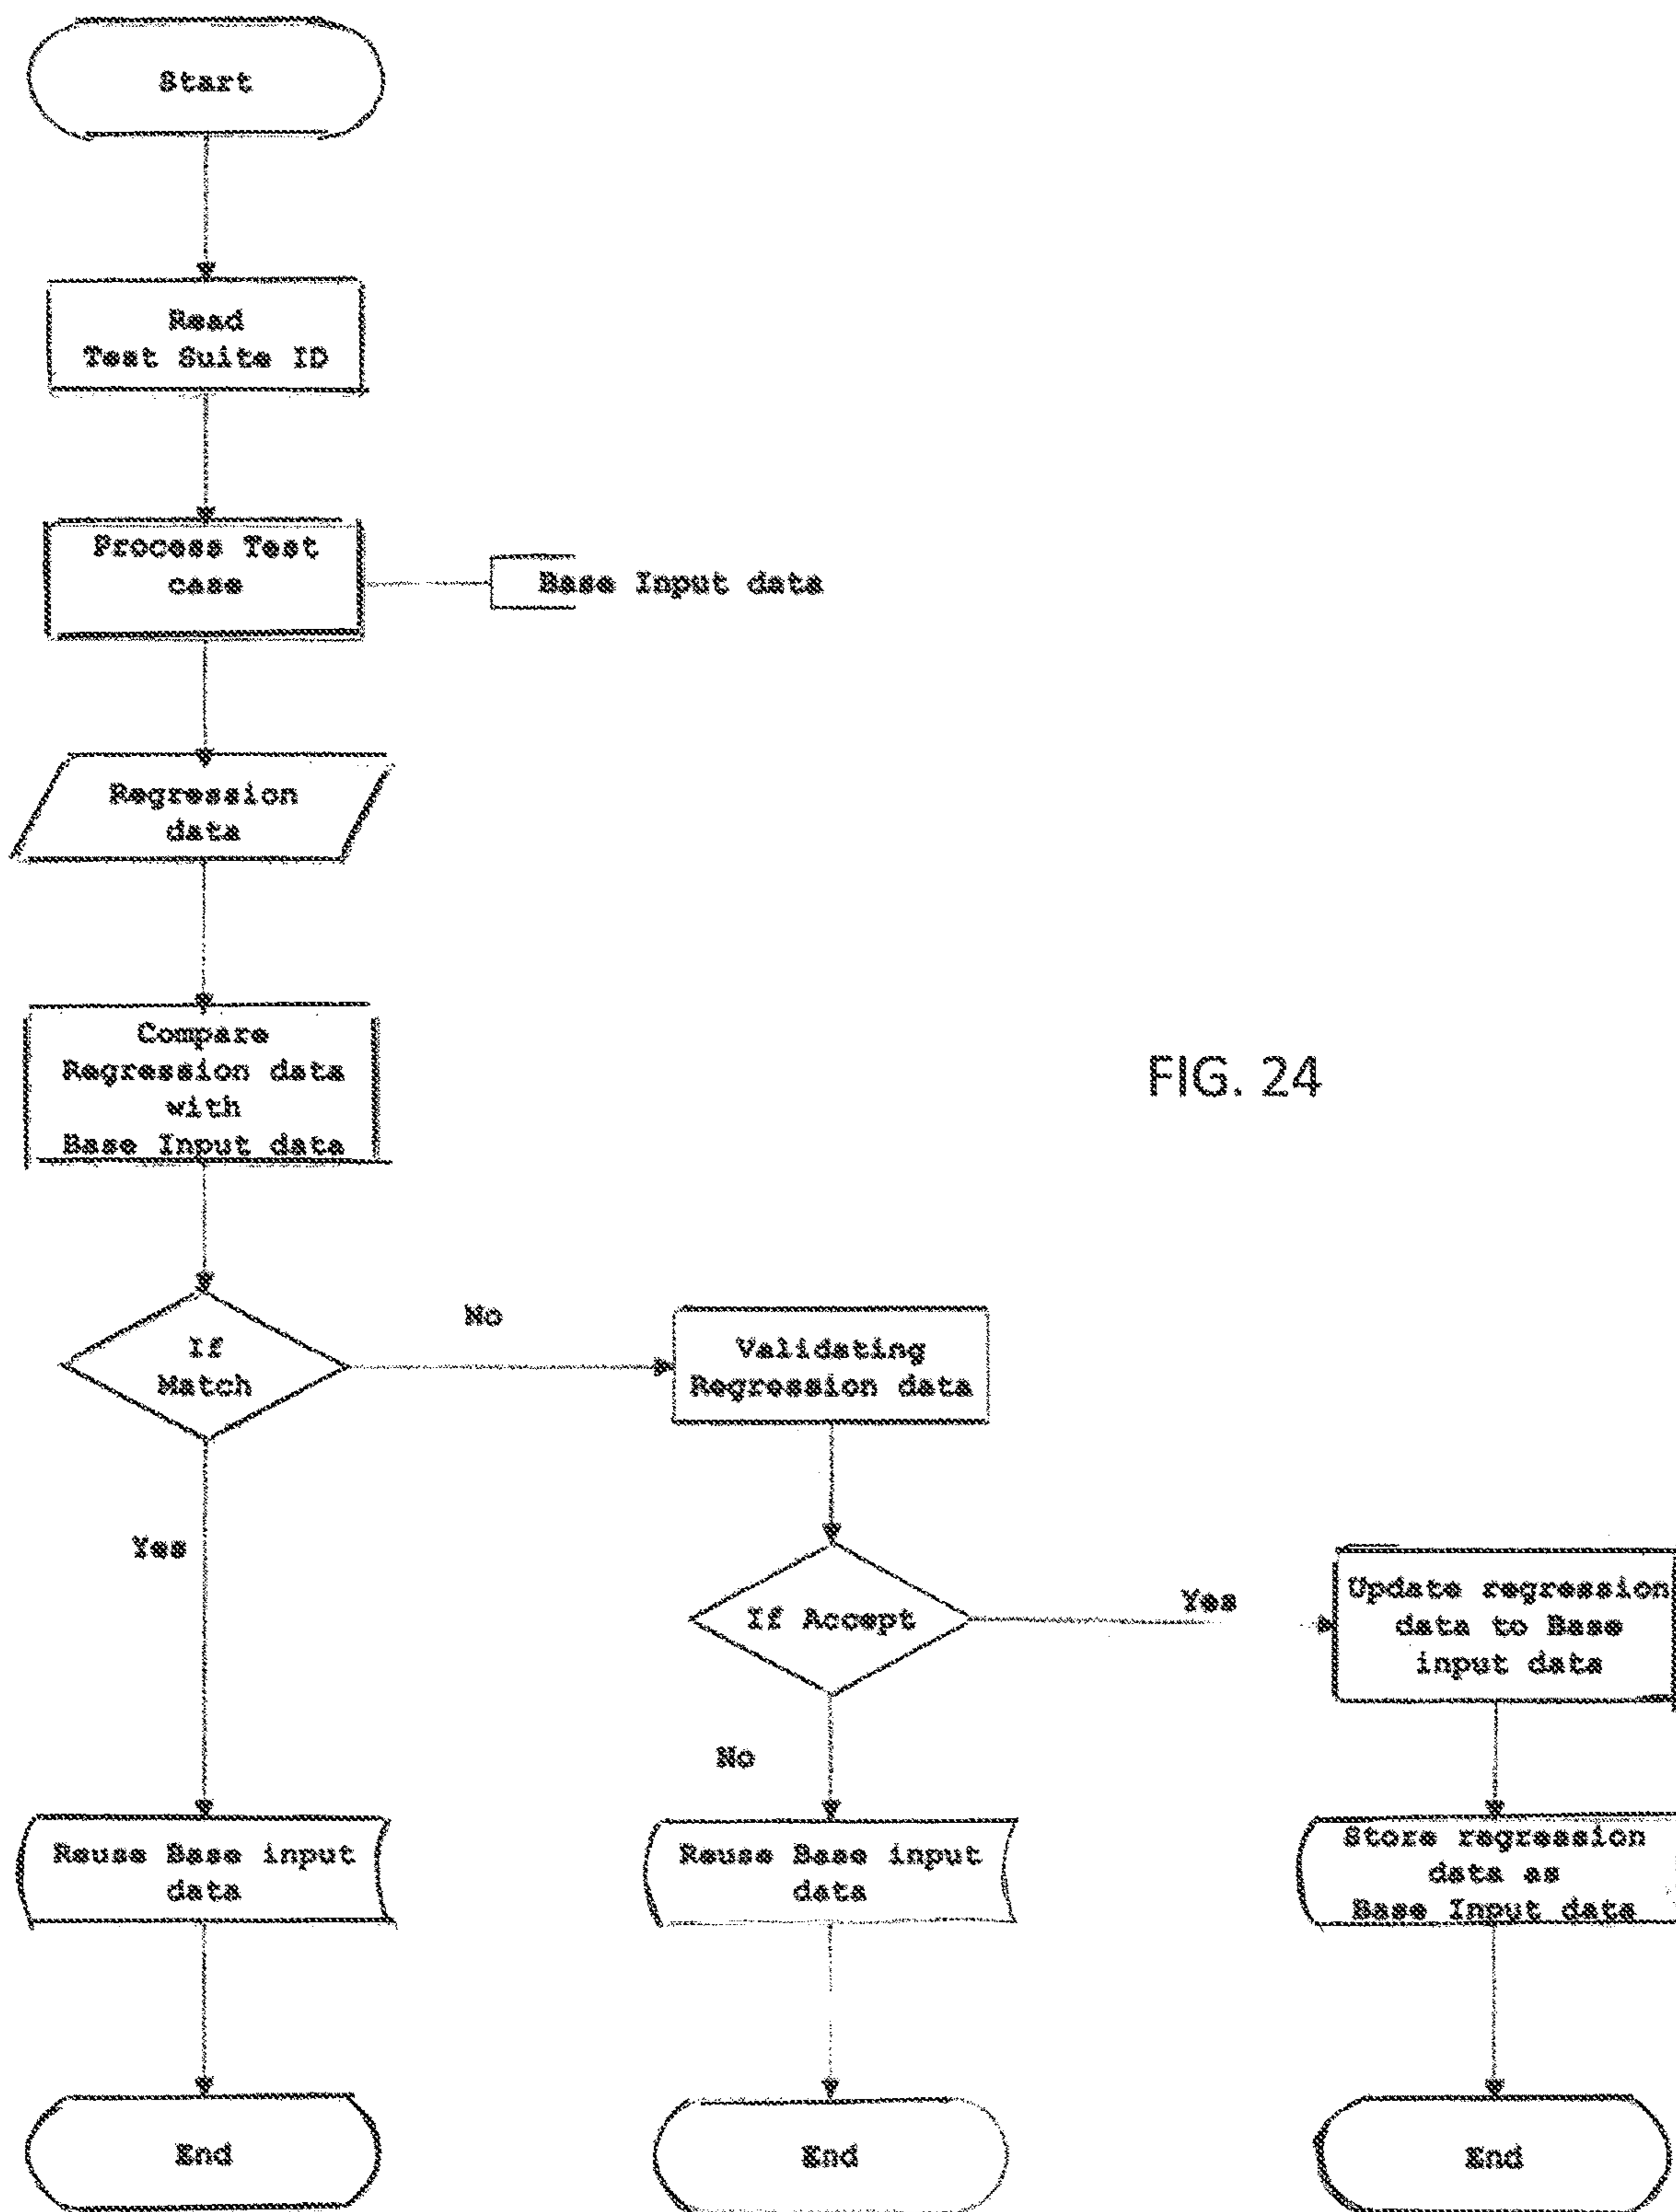 Start
Read
Test Suite ID
Process Test
case
Base Input data
Regression
data
Compare
Regression data
with
Base Input data
FIG. 24
If
Match
No
Validating
Regression data
Yes
If Accept
Yes
Update regression
data to Base
input data
No
Reuse Base input
data
Reuse Base input
data
Store regression
data as
Base Input data
End
End
End